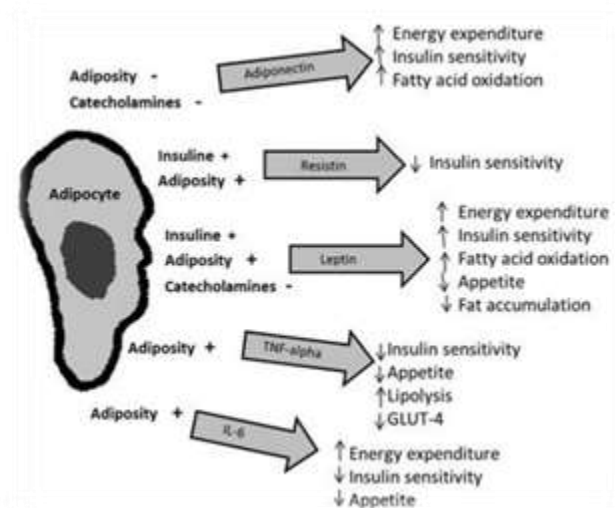 ↑ Energy expenditure
↑ Insulin sensitivity
↑ Fatty acid oxidation
Adiponectin
Adiposity -
Catecholamines -
Insuline +
Adiposity +
Resistin
↓ Insulin sensitivity
Adipocyte
Insuline +
Adiposity +
Catecholamines -
Leptin
↑ Energy expenditure
↑ Insulin sensitivity
↑ Fatty acid oxidation
↓ Appetite
↓ Fat accumulation
Adiposity +
TNF-alpha
↓Insulin sensitivity
↓Appetite
↑Lipolysis
↓GLUT-4
Adiposity +
IL-6
↑ Energy expenditure
↓ Insulin sensitivity
↓ Appetite